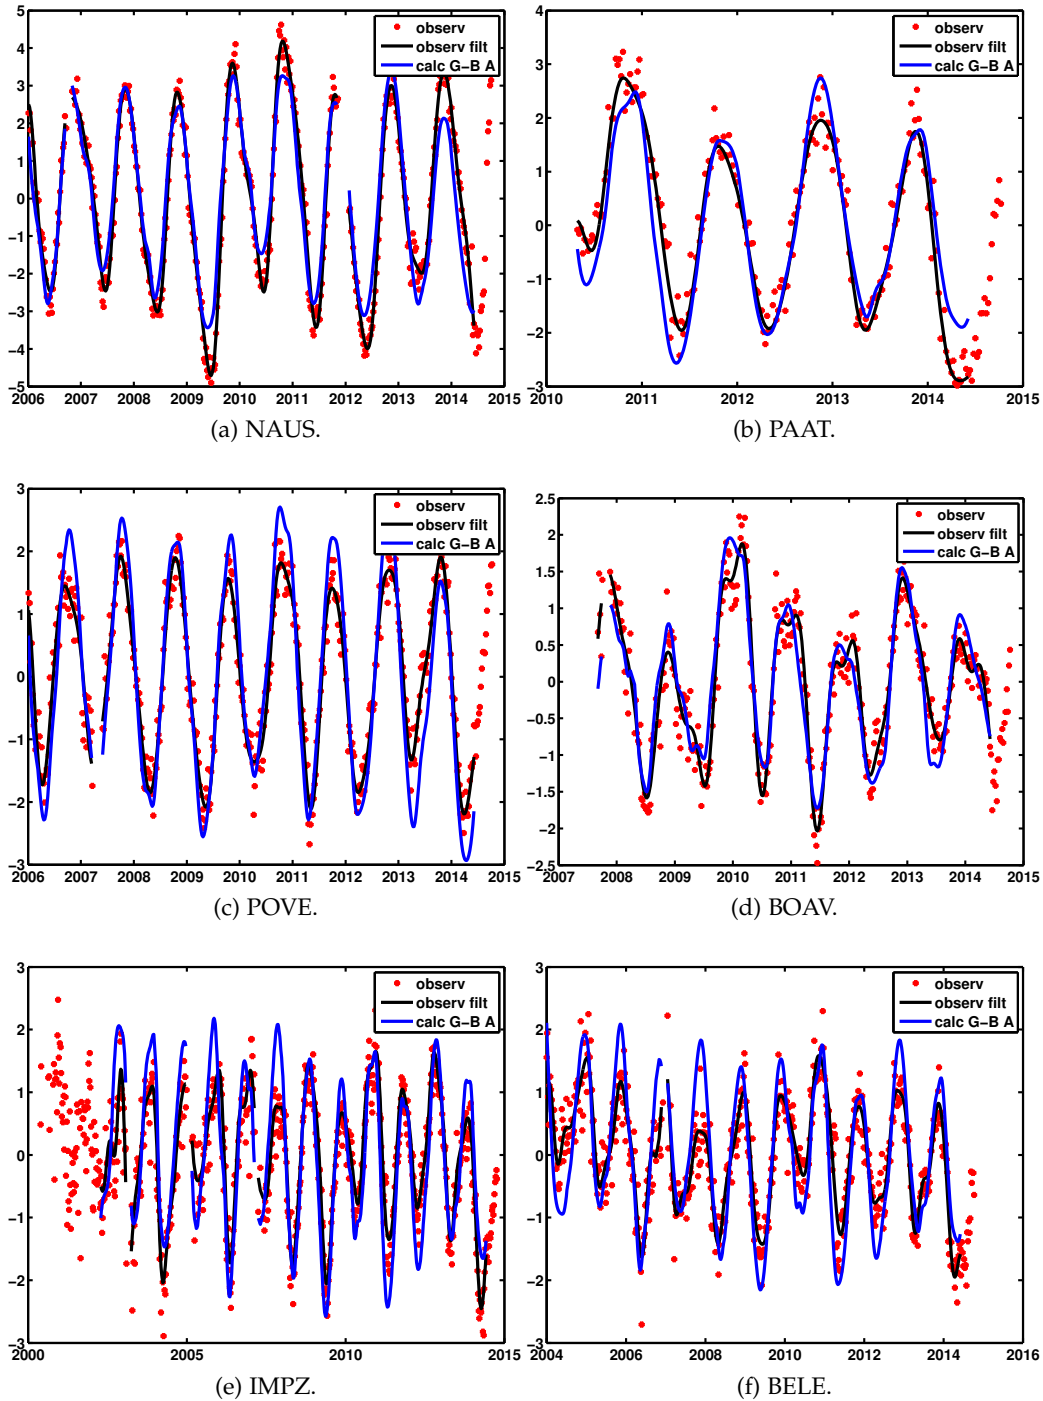 5
4
3
2
1
0
−1
−2
−3
−4
−5
2006 2007 2008 2009 2010 2011 2012 2013 2014 2015
observ
observ filt
calc G−B A
(a) NAUS.
4
3
2
1
0
−1
−2
−3
2010 2011 2012 2013 2014 2015
observ
observ filt
calc G−B A
(b) PAAT.
3
2
1
0
−1
−2
−3
2006 2007 2008 2009 2010 2011 2012 2013 2014 2015
observ
observ filt
calc G−B A
(c) POVE.
2.5
2
1.5
1
0.5
0
−0.5
−1
−1.5
−2
−2.5
2007 2008 2009 2010 2011 2012 2013 2014 2015
observ
observ filt
calc G−B A
(d) BOAV.
3
2
1
0
−1
−2
−3
2000 2005 2010 2015
observ
observ filt
calc G−B A
(e) IMPZ.
3
2
1
0
−1
−2
−3
2004 2006 2008 2010 2012 2014 2016
observ
observ filt
calc G−B A
(f) BELE.